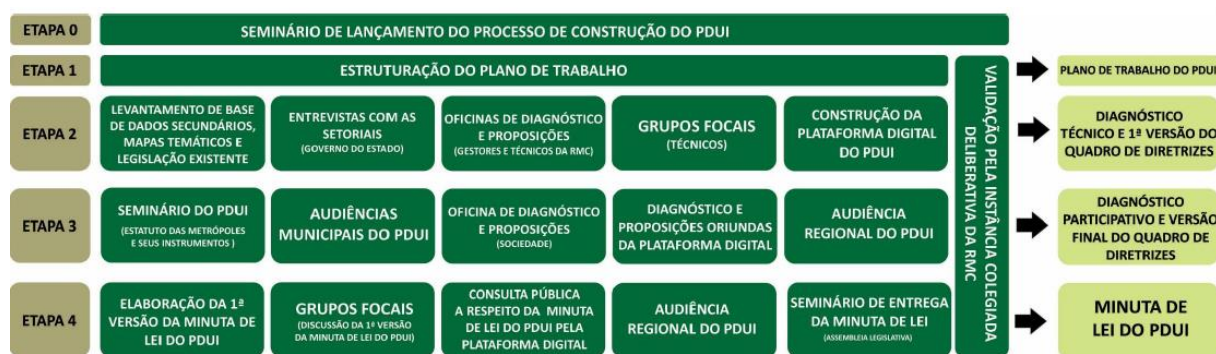 ETAPA 0
SEMINÁRIO DE LANÇAMENTO DO PROCESSO DE CONSTRUÇÃO DO PDUI
ETAPA 1
ESTRUTURAÇÃO DO PLANO DE TRABALHO
VALIDAÇÃO PELA INSTÂNCIA COLEGIADA
DELIBERATIVA DA RMC
PLANO DE TRABALHO DO PDUI
ETAPA 2
LEVANTAMENTO DE BASE
DE DADOS SECUNDÁRIOS,
MAPAS TEMÁTICOS E
LEGISLAÇÃO EXISTENTE
ENTREVISTAS COM AS
SETORIAIS
(GOVERNO DO ESTADO)
OFICINAS DE DIAGNÓSTICO
E PROPOSIÇÕES
(GESTORES E TÉCNICOS DA RMC)
GRUPOS FOCAIS
(TÉCNICOS)
CONSTRUÇÃO DA
PLATAFORMA DIGITAL
DO PDUI
DIAGNÓSTICO
TÉCNICO E 1ª VERSÃO DO
QUADRO DE DIRETRIZES
ETAPA 3
SEMINÁRIO DO PDUI
(ESTATUTO DAS METRÓPOLES
E SEUS INSTRUMENTOS )
AUDIÊNCIAS
MUNICIPAIS DO PDUI
OFICINA DE DIAGNÓSTICO
E PROPOSIÇÕES
(SOCIEDADE)
DIAGNÓSTICO E
PROPOSIÇÕES ORIUNDAS
DA PLATAFORMA DIGITAL
AUDIÊNCIA
REGIONAL DO PDUI
DIAGNÓSTICO
PARTICIPATIVO E VERSÃO
FINAL DO QUADRO DE
DIRETRIZES
ETAPA 4
ELABORAÇÃO DA 1ª
VERSÃO DA MINUTA DE
LEI DO PDUI
GRUPOS FOCAIS
(DISCUSSÃO DA 1ª VERSÃO
DA MINUTA DE LEI DO PDUI)
CONSULTA PÚBLICA
A RESPEITO DA MINUTA
DE LEI DO PDUI PELA
PLATAFORMA DIGITAL
AUDIÊNCIA
REGIONAL DO PDUI
SEMINÁRIO DE ENTREGA
DA MINUTA DE LEI
(ASSEMBLEIA LEGISLATIVA)
MINUTA DE
LEI DO PDUI